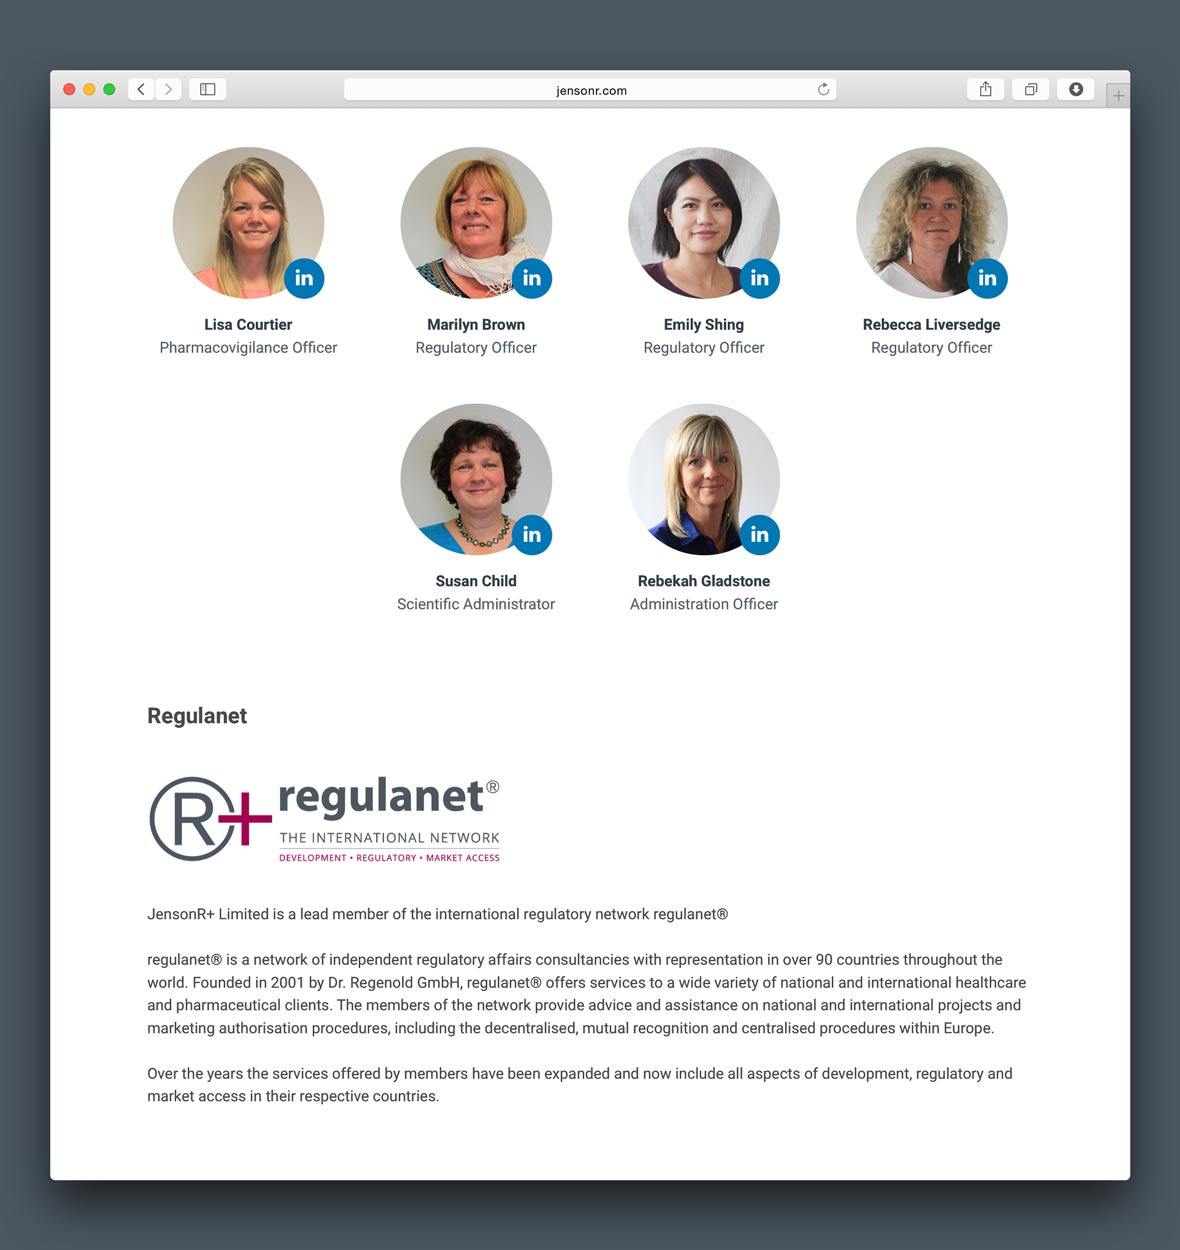 jensonr.com
in
in
in
in
Lisa Courtier
Marilyn Brown
Emily Shing
Rebecca Liversedge
Pharmacovigilance Officer
Regulatory Officer
Regulatory Officer
Regulatory Officer
in
in
Susan Child
Rebekah Gladstone
Scientific Administrator
Administration Officer
Regulanet
R+ regulanet®
THE INTERNATIONAL NETWORK
DEVELOPMENT • REGULATORY • MARKET ACCESS
JensonR+ Limited is a lead member of the international regulatory network regulanet®
regulanet® is a network of independent regulatory affairs consultancies with representation in over 90 countries throughout the
world. Founded in 2001 by Dr. Regenold GmbH, regulanet® offers services to a wide variety of national and international healthcare
and pharmaceutical clients. The members of the network provide advice and assistance on national and international projects and
marketing authorisation procedures, including the decentralised, mutual recognition and centralised procedures within Europe.
Over the years the services offered by members have been expanded and now include all aspects of development, regulatory and
market access in their respective countries.